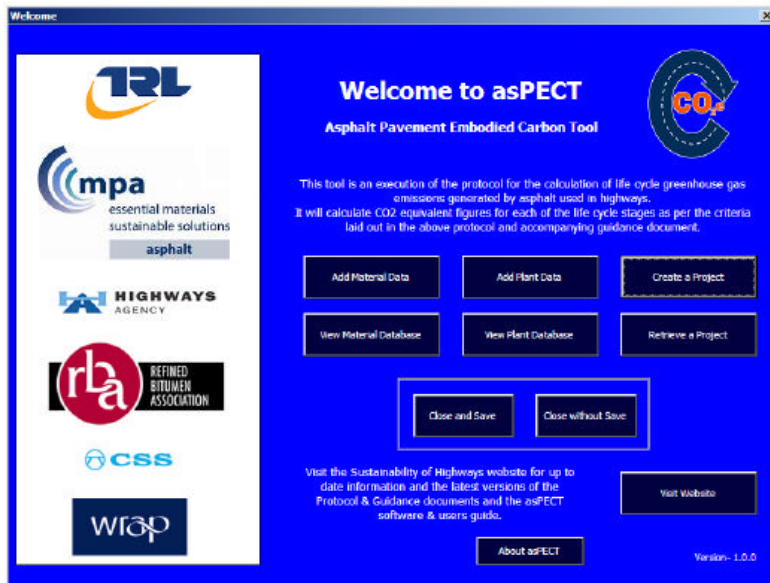 Welcome
TRL
mpa
essential materials
sustainable solutions
asphalt
HIGHWAYS
AGENCY
rba
REFINED
BITUMEN
ASSOCIATION
CSS
wrap
Welcome to asPECT
Asphalt Pavement Embodied Carbon Tool
CO2e
This tool is an execution of the protocol for the calculation of life cycle greenhouse gas
emissions generated by asphalt used in highways.
It will calculate CO2 equivalent figures for each of the life cycle stages as per the criteria
laid out in the above protocol and accompanying guidance document.
Add Material Data
Add Plant Data
Create a Project
View Material Database
View Plant Database
Retrieve a Project
Close and Save
Close without Save
Visit the Sustainability of Highways website for up
to date information and the latest versions of the
Protocol & Guidance documents and the asPECT
software & users guide.
Visit Website
About asPECT
Version- 1.0.0